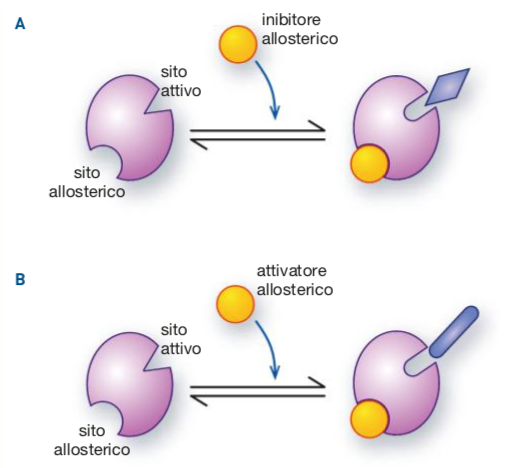 A
inibitore
allosterico
sito
attivo
sito
allosterico
B
attivatore
allosterico
sito
attivo
sito
allosterico